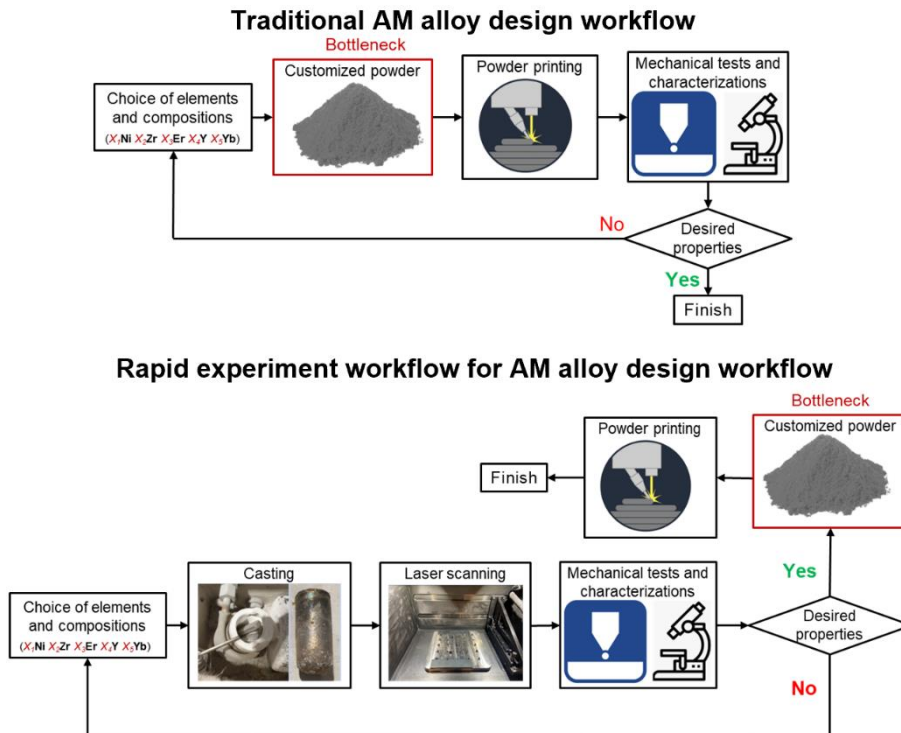 Traditional AM alloy design workflow
Bottleneck
Customized powder
Powder printing
Mechanical tests and
characterizations
Choice of elements
and compositions
(X₁Ni X₂Zr X₃Er X₄Y X₅Yb)
No
Desired
properties
Yes
Finish
Rapid experiment workflow for AM alloy design workflow
Bottleneck
Customized powder
Powder printing
Finish
Casting
Laser scanning
Mechanical tests and
characterizations
Yes
Choice of elements
and compositions
(X₁Ni X₂Zr X₃Er X₄Y X₅Yb)
Desired
properties
No